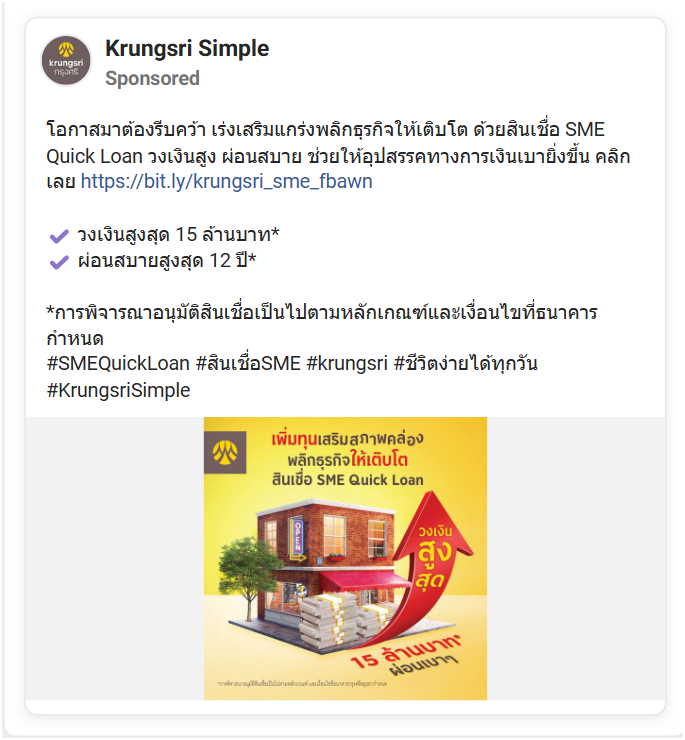 krungsri
กรุงศรี
Krungsri Simple
Sponsored
โอกาสมาต้องรีบคว้า เร่งเสริมแกร่งพลิกธุรกิจให้เติบโต ด้วยสินเชื่อ SME
Quick Loan วงเงินสูง ผ่อนสบาย ช่วยให้อุปสรรคทางการเงินเบายิ่งขึ้น คลิก
เลย https://bit.ly/krungsri_sme_fbawn
วงเงินสูงสุด 15 ล้านบาท*
ผ่อนสบายสูงสุด 12 ปี*
*การพิจารณาอนุมัติสินเชื่อเป็นไปตามหลักเกณฑ์และเงื่อนไขที่ธนาคาร
กำหนด
#SMEQuickLoan #สินเชื่อSME #krungsri #ชีวิตง่ายได้ทุกวัน
#KrungsriSimple
เพิ่มทุนเสริมสภาพคล่อง
พลิกธุรกิจให้เติบโต
สินเชื่อ SME Quick Loan
OPEN
วงเงิน
สูง
สุด
15 ล้านบาท*
ผ่อนเบาๆ